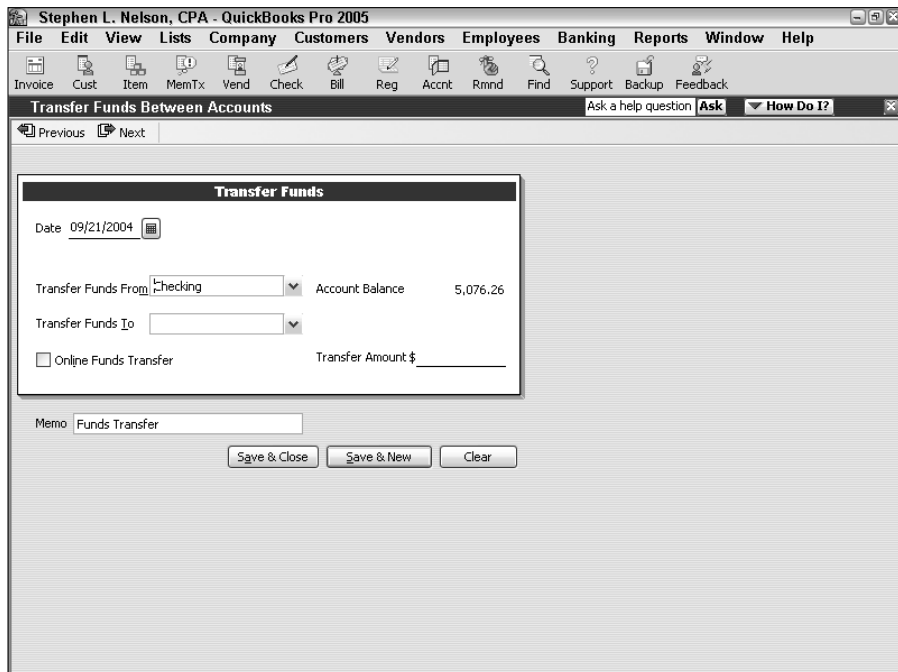 Stephen L. Nelson, CPA - QuickBooks Pro 2005
File Edit View Lists Company Customers Vendors Employees Banking Reports Window Help
Invoice Cust Item MemTx Vend Check Bill Reg Accnt Rmnd Find Support Backup Feedback
Transfer Funds Between Accounts Ask a help question Ask How Do I?
Previous Next
Transfer Funds
Date 09/21/2004
Transfer Funds From Checking Account Balance 5,076.26
Transfer Funds To
Online Funds Transfer Transfer Amount $
Memo Funds Transfer
Save & Close Save & New Clear